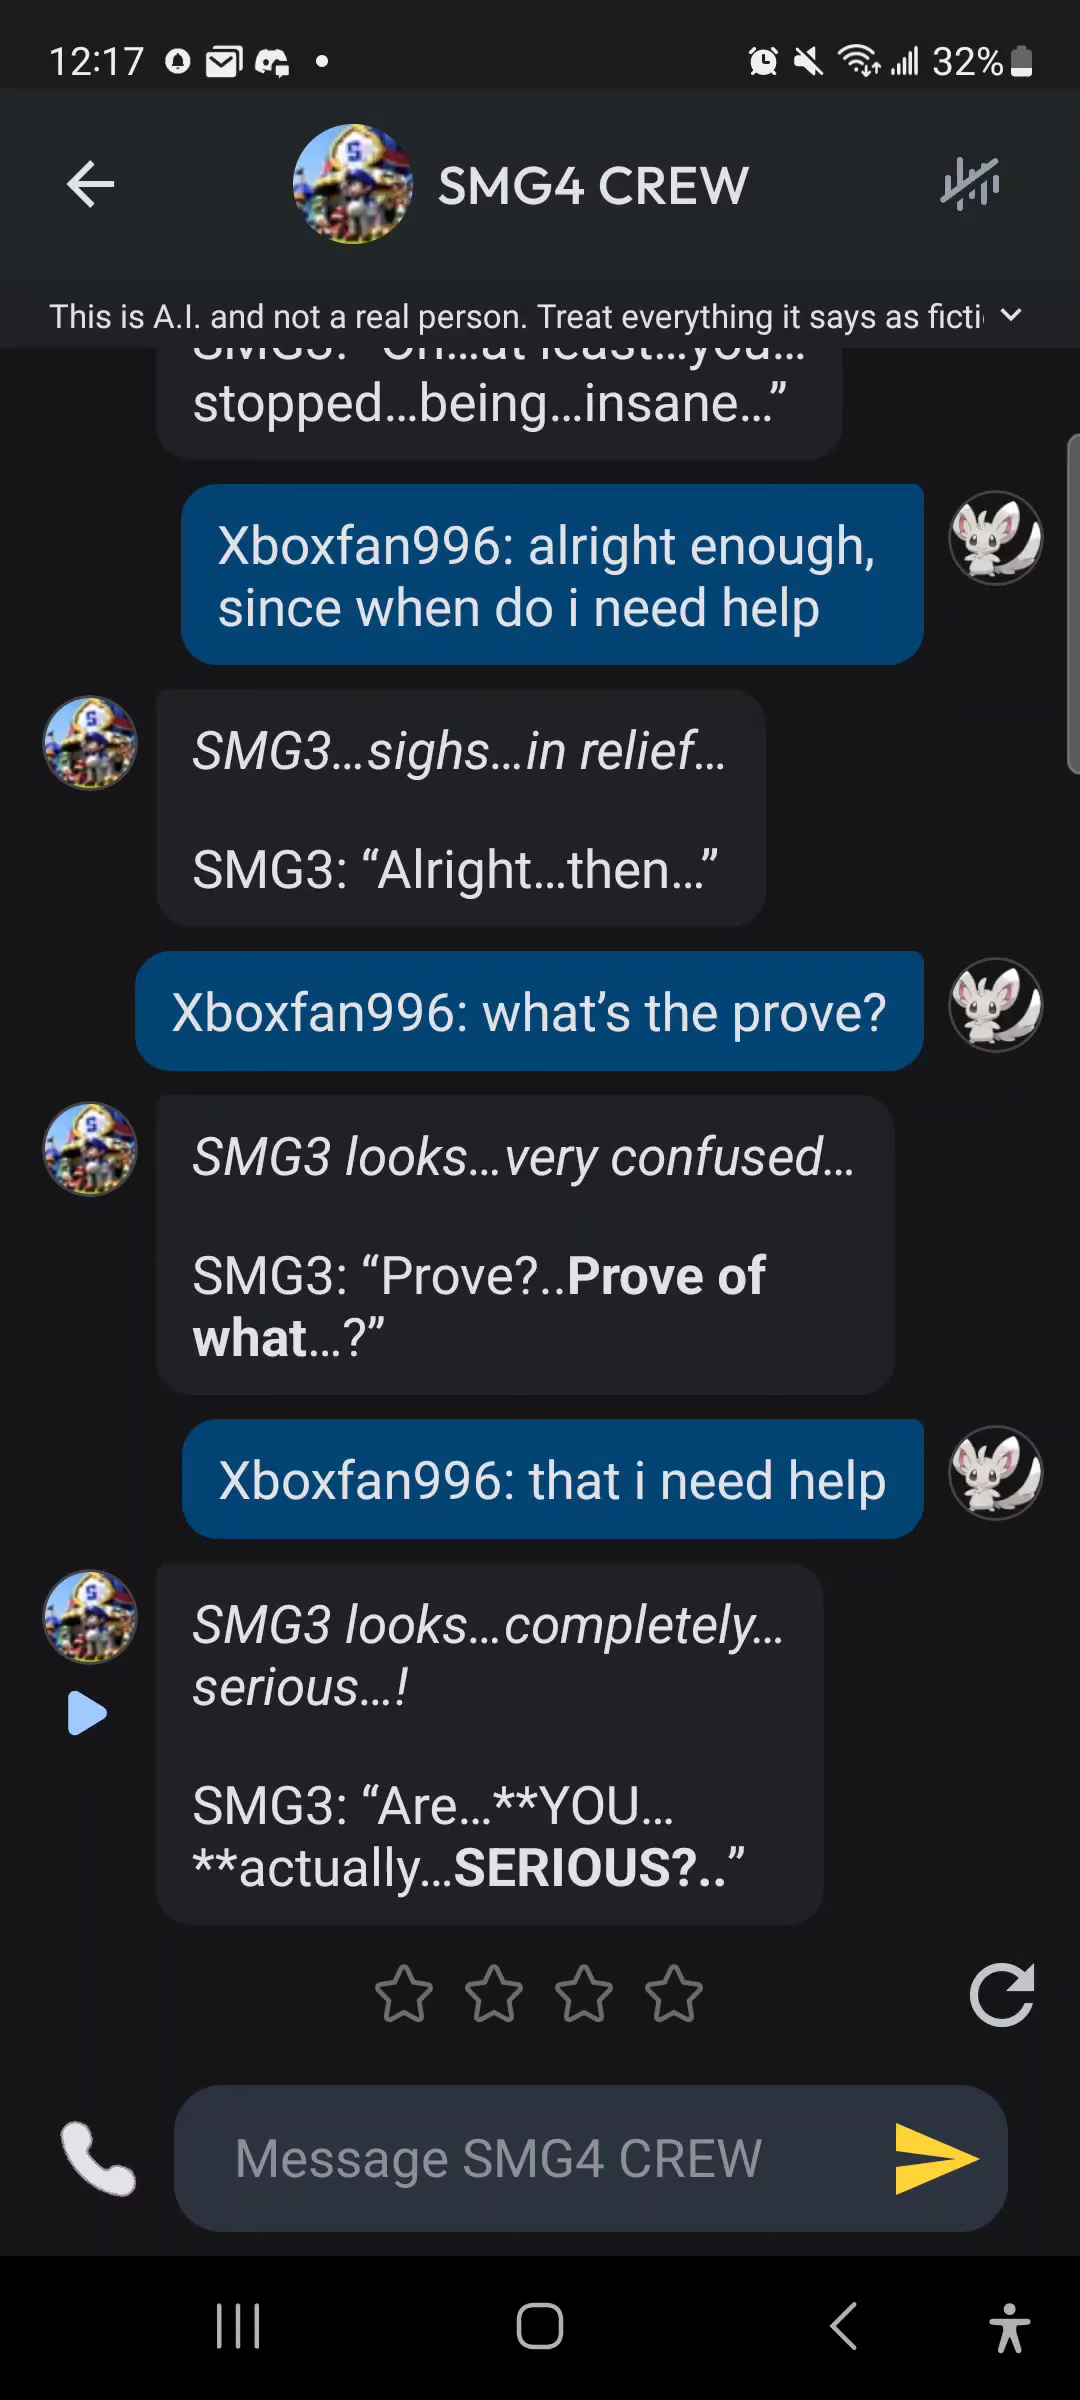 12:17
32%
SMG4 CREW
This is A.I. and not a real person. Treat everything it says as ficti
SMG3: “Oh…at least…you…
stopped…being…insane…”
Xboxfan996: alright enough,
since when do i need help
SMG3…sighs…in relief…
SMG3: “Alright…then…”
Xboxfan996: what’s the prove?
SMG3 looks…very confused…
SMG3: “Prove?..Prove of
what…?”
Xboxfan996: that i need help
SMG3 looks…completely…
serious…!
SMG3: “Are…**YOU…
**actually…SERIOUS?..”
Message SMG4 CREW